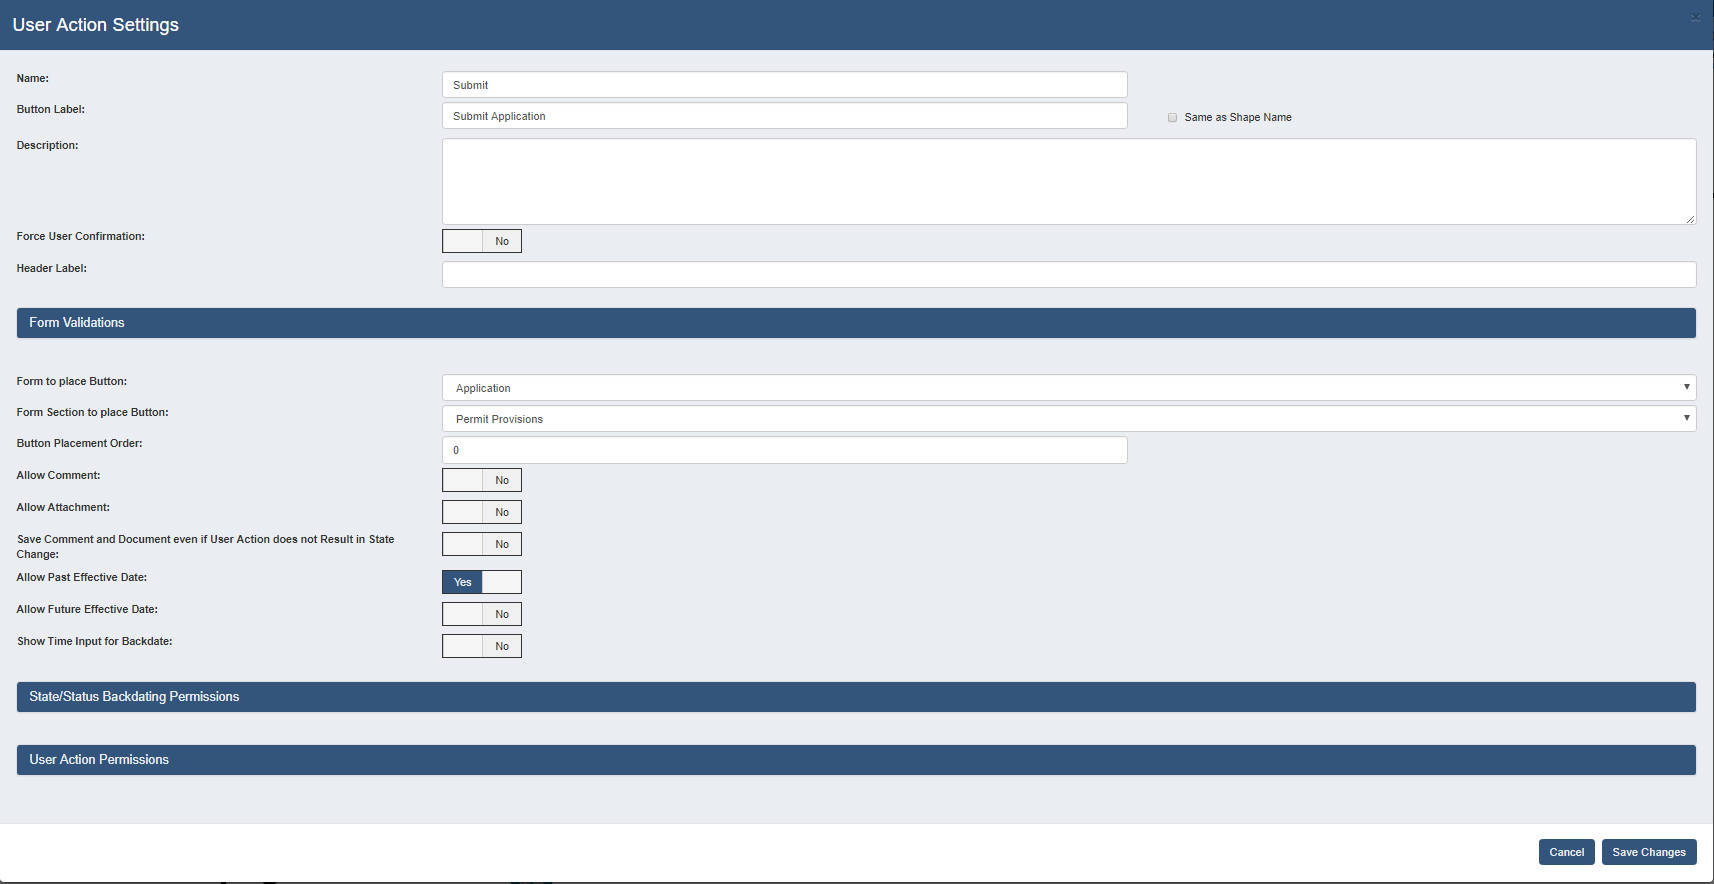 User Action Settings
×
Name:
Submit
Button Label:
Submit Application
Same as Shape Name
Description:
Force User Confirmation:
No
Header Label:
Form Validations
Form to place Button:
Application
Form Section to place Button:
Permit Provisions
Button Placement Order:
0
Allow Comment:
No
Allow Attachment:
No
Save Comment and Document even if User Action does not Result in State
Change:
No
Allow Past Effective Date:
Yes
Allow Future Effective Date:
No
Show Time Input for Backdate:
No
State/Status Backdating Permissions
User Action Permissions
Cancel
Save Changes